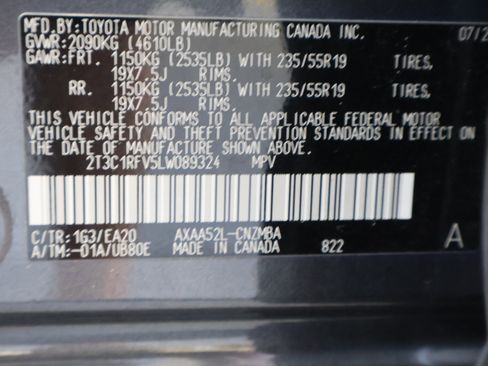 MFD. BY: TOYOTA MOTOR MANUFACTURING CANADA INC. 07/2
GVWR: 2090KG (4610LB)
GAWR: FRT. 1150KG (2535LB) WITH 235/55R19 TIRES,
19X7.5J RIMS.
RR. 1150KG (2535LB) WITH 235/55R19 TIRES,
19X7.5J RIMS.
THIS VEHICLE CONFORMS TO ALL APPLICABLE FEDERAL MOTOR
VEHICLE SAFETY AND THEFT PREVENTION STANDARDS IN EFFECT ON
THE DATE OF MANUFACTURE SHOWN ABOVE.
2T3C1RFV5LW089324 MPV
C/TR: 1G3/EA20 AXAA52L-CNZMBA A
A/TM: -01A/UB80E MADE IN CANADA 822